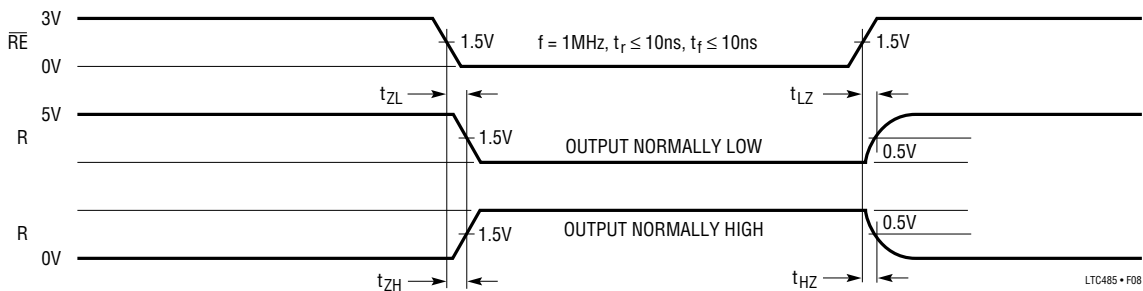 3V
RE
1.5V
f = 1MHz, tr ≤ 10ns, tf ≤ 10ns
1.5V
0V
tZL
tLZ
5V
R
1.5V
OUTPUT NORMALLY LOW
0.5V
R
1.5V
OUTPUT NORMALLY HIGH
0.5V
0V
tZH
tHZ
LTC485 • F08